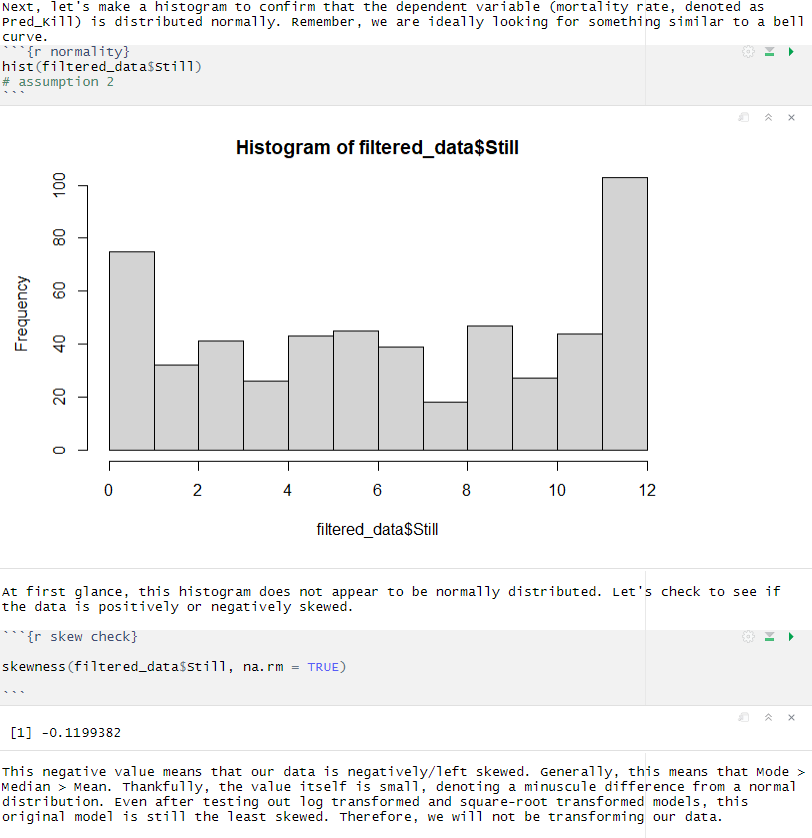 Next, let's make a histogram to confirm that the dependent variable (mortality rate, denoted as
Pred_Kill) is distributed normally. Remember, we are ideally looking for something similar to a bell
curve.
```{r normality}
hist(filtered_data$Still)
# assumption 2
```
Histogram of filtered_data$Still
Frequency
100
80
60
40
20
0
0 2 4 6 8 10 12
filtered_data$Still
At first glance, this histogram does not appear to be normally distributed. Let's check to see if
the data is positively or negatively skewed.
```{r skew check}
skewness(filtered_data$Still, na.rm = TRUE)
```
[1] -0.1199382
This negative value means that our data is negatively/left skewed. Generally, this means that Mode >
Median > Mean. Thankfully, the value itself is small, denoting a minuscule difference from a normal
distribution. Even after testing out log transformed and square-root transformed models, this
original model is still the least skewed. Therefore, we will not be transforming our data.